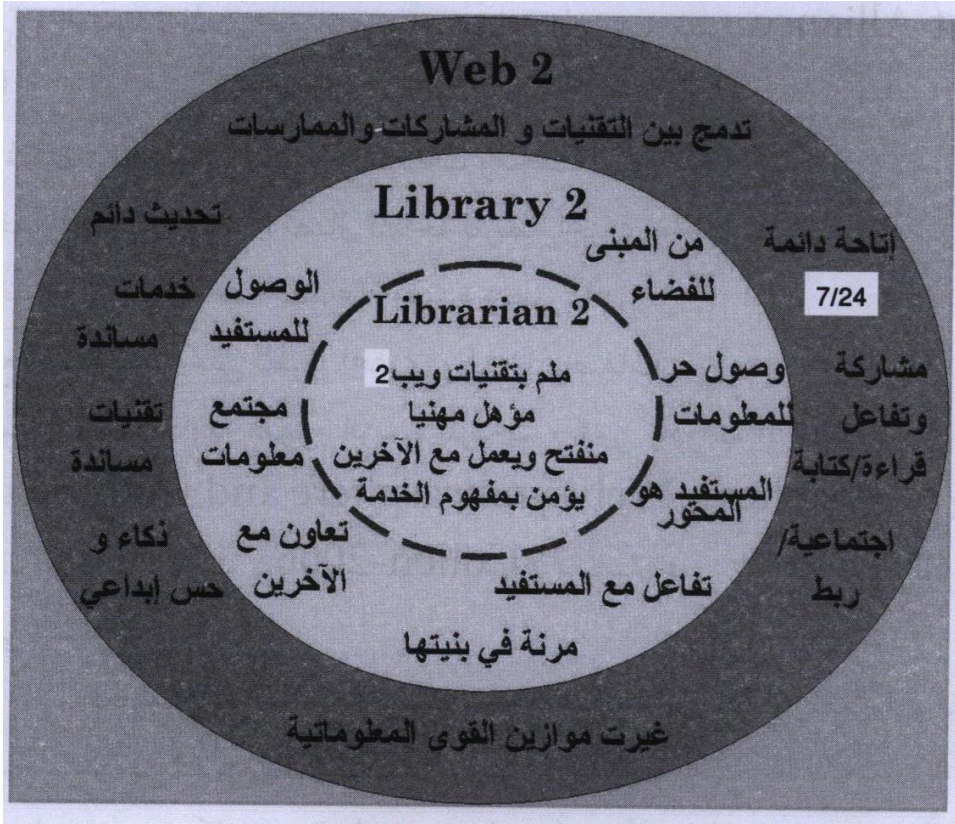 Web 2
تدمج بين التقنيات و المشاركات والممارسات
إتاحة دائمة
7/24
مشاركة
وتفاعل
قراءة/كتابة
اجتماعية/
ربط
تحديث دائم
خدمات
مساندة
تقنيات
مساندة
ذكاء و
حس إبداعي
غيرت موازين القوى المعلوماتية
Library 2
من المبنى
للفضاء
وصول حر
للمعلومات
المستفيد هو
المحور
تفاعل مع المستفيد
الوصول
للمستفيد
مجتمع
معلومات
تعاون مع
الآخرين
مرنة في بنيتها
Librarian 2
ملم بتقنيات ويب2
مؤهل مهنيا
منفتح ويعمل مع الآخرين
يؤمن بمفهوم الخدمة